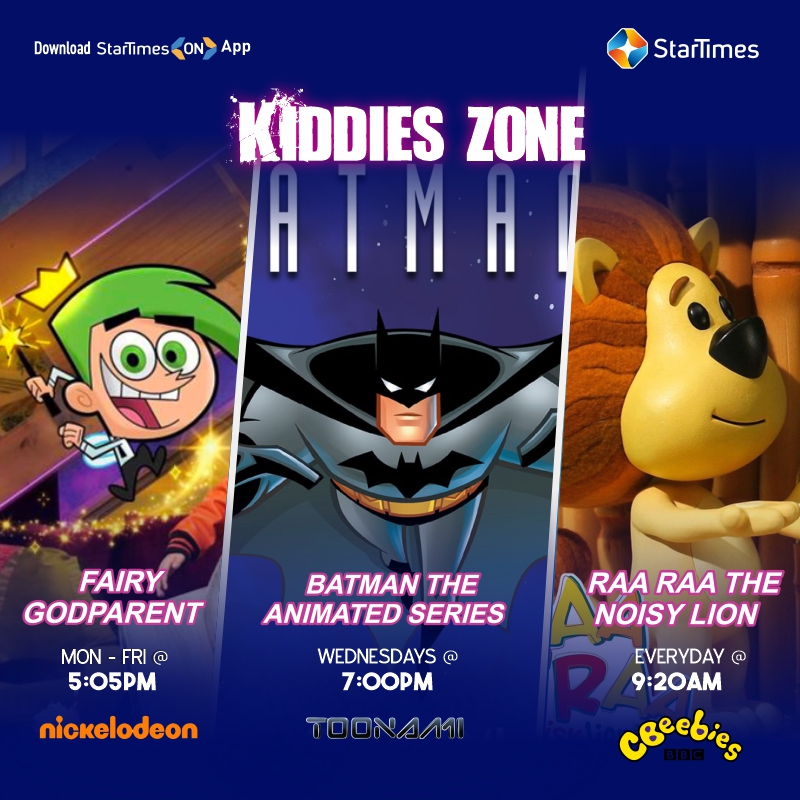 Download StarTimes ON App
StarTimes
KIDDIES ZONE
ATMA
FAIRY
GODPARENT
MON - FRI @
5:05PM
nickelodeon
BATMAN THE
ANIMATED SERIES
WEDNESDAYS @
7:00PM
TOONAMI
RAA RAA THE
NOISY LION
EVERYDAY @
9:20AM
CBeebies
BBC